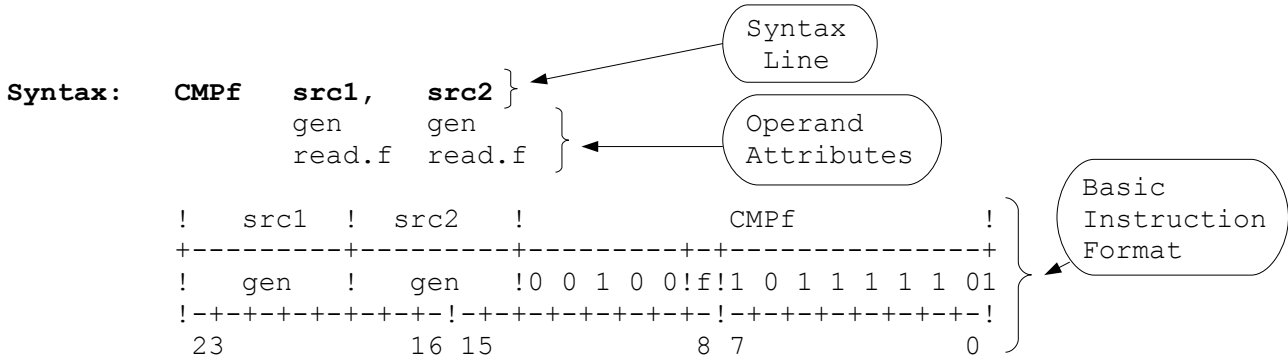 Syntax
Line
Syntax: CMPf src1, src2
gen gen
read.f read.f
Operand
Attributes
Basic
Instruction
Format
! src1 ! src2 ! CMPf !
+---------+---------+---------+-+---------------+
! gen ! gen !0 0 1 0 0!f!1 0 1 1 1 1 1 01
!-+-+-+-+-+-+-+-!-+-+-+-+-+-+-+-!-+-+-+-+-+-+-+-!
23 16 15 8 7 0